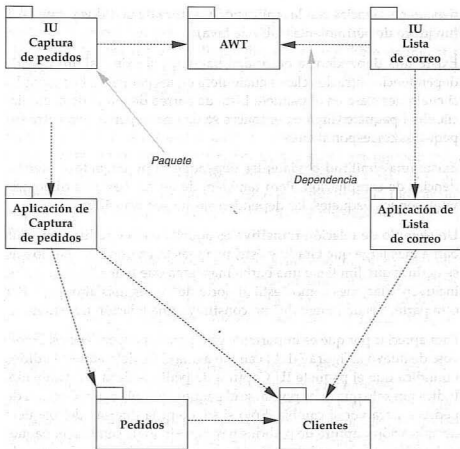 IU
Captura
de pedidos
AWT
IU
Lista
de correo
Paquete
Dependencia
Aplicación de
Captura
de pedidos
Aplicación de
Lista
de correo
Pedidos
Clientes